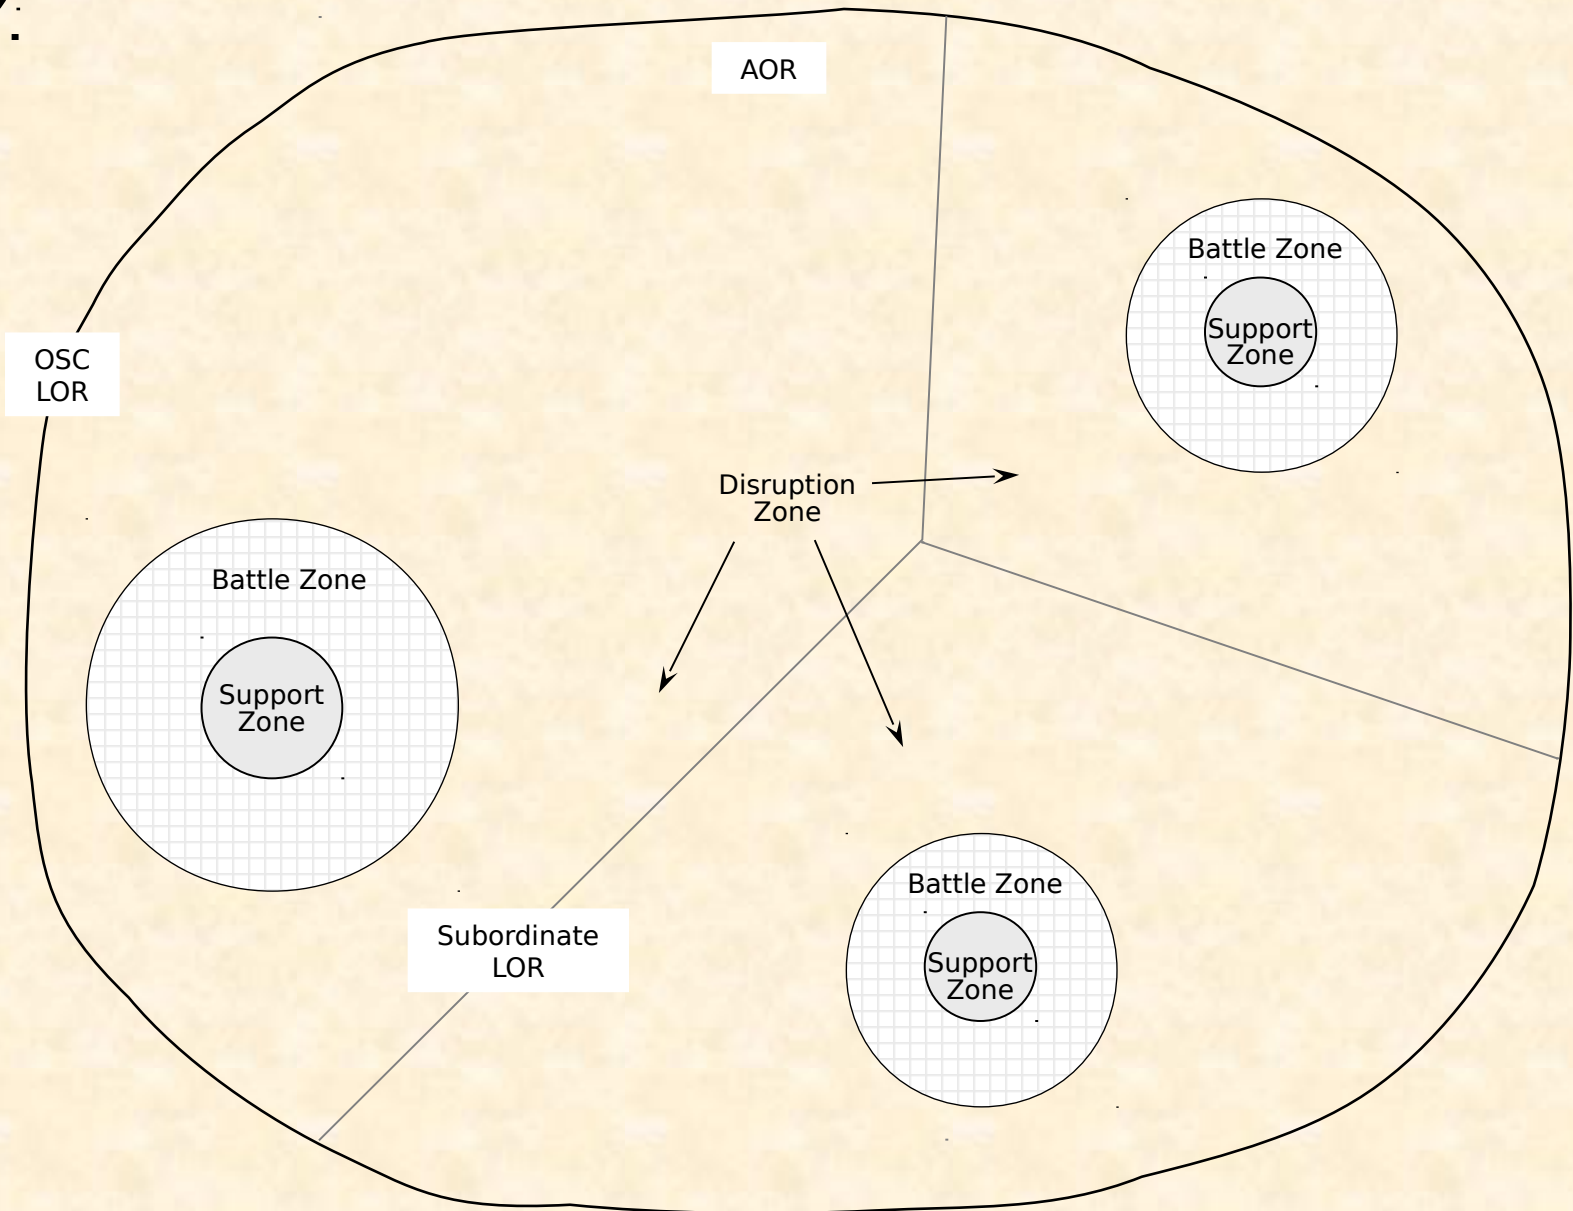 AOR
Battle Zone
Support
Zone
OSC
LOR
Disruption
Zone
Battle Zone
Support
Zone
Battle Zone
Support
Zone
Subordinate
LOR